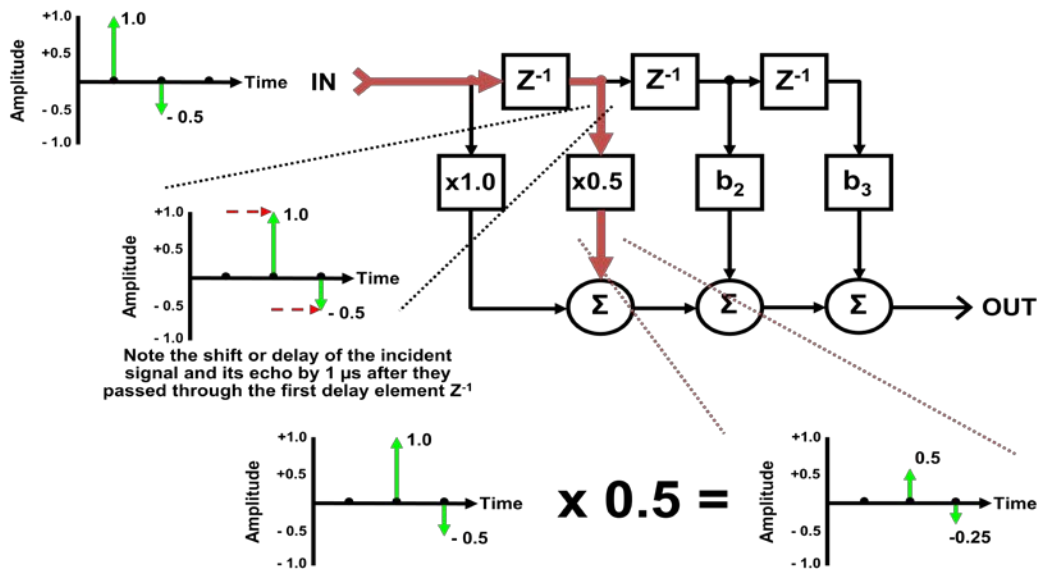 +1.0
1.0
+0.5
Amplitude
Time
- 0.5
- 0.5
- 1.0
IN
Z-1
Z-1
Z-1
x1.0
x0.5
b2
b3
+1.0
1.0
+0.5
Amplitude
Time
- 0.5
- 0.5
- 1.0
Σ
Σ
Σ
OUT
Note the shift or delay of the incident
signal and its echo by 1 µs after they
passed through the first delay element Z-1
+1.0
1.0
+0.5
Amplitude
Time
- 0.5
- 0.5
- 1.0
x 0.5 =
+1.0
+0.5
0.5
Amplitude
Time
- 0.5
-0.25
- 1.0